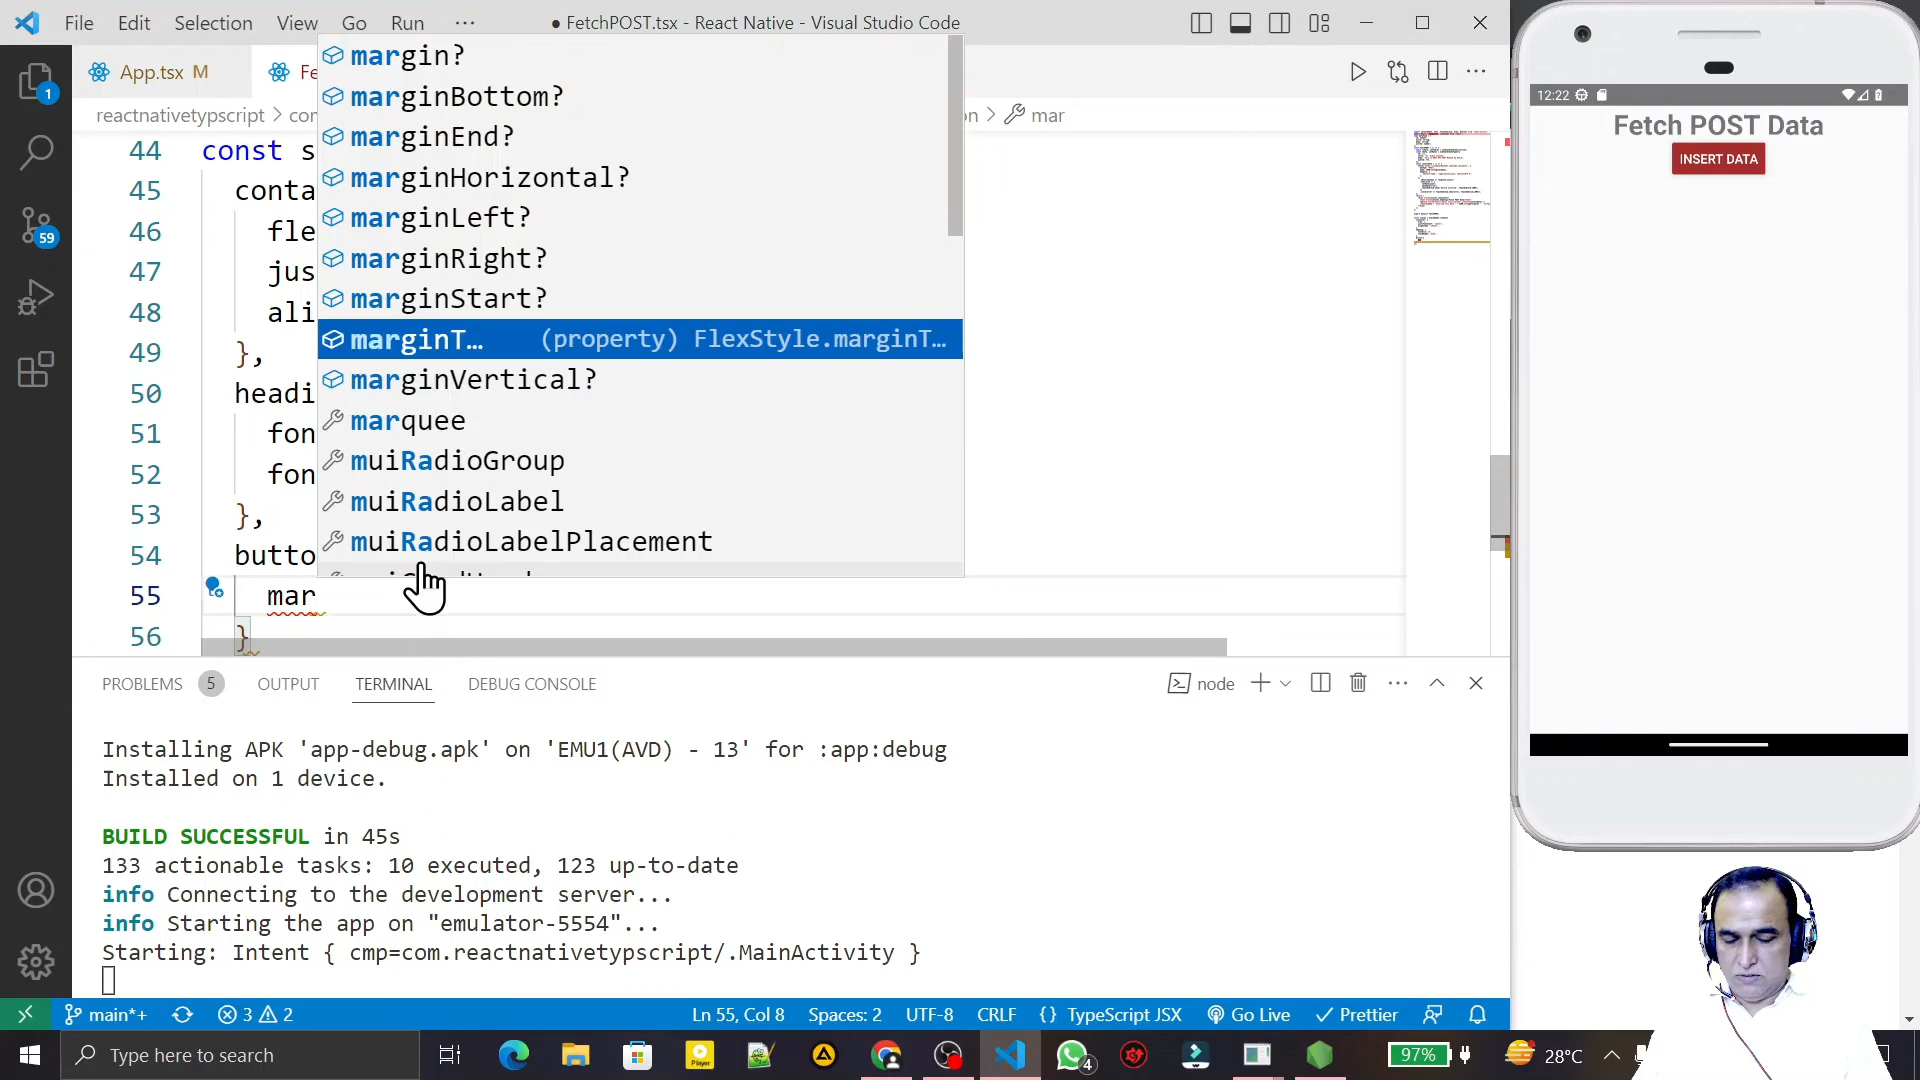 File Edit Selection View Go Run ··· ● FetchPOST.tsx - React Native - Visual Studio Code
App.tsx M Fe
reactnativetypscript > con on > mar
margin?
marginBottom?
marginEnd?
marginHorizontal?
marginLeft?
marginRight?
marginStart?
marginT… (property) FlexStyle.marginT…
marginVertical?
marquee
muiRadioGroup
muiRadioLabel
muiRadioLabelPlacement
44 const s
45 conta
46 fle
47 jus
48 ali
49 },
50 headi
51 fon
52 fon
53 },
54 butto
55 mar
56 }
1
59
PROBLEMS 5 OUTPUT TERMINAL DEBUG CONSOLE node
Installing APK 'app-debug.apk' on 'EMU1(AVD) - 13' for :app:debug
Installed on 1 device.
BUILD SUCCESSFUL in 45s
133 actionable tasks: 10 executed, 123 up-to-date
info Connecting to the development server...
info Starting the app on "emulator-5554"...
Starting: Intent { cmp=com.reactnativetypscript/.MainActivity }
main*+ 3 2 Ln 55, Col 8 Spaces: 2 UTF-8 CRLF {} TypeScript JSX Go Live Prettier
Type here to search Player 4 97% 28°C
12:22
Fetch POST Data
INSERT DATA